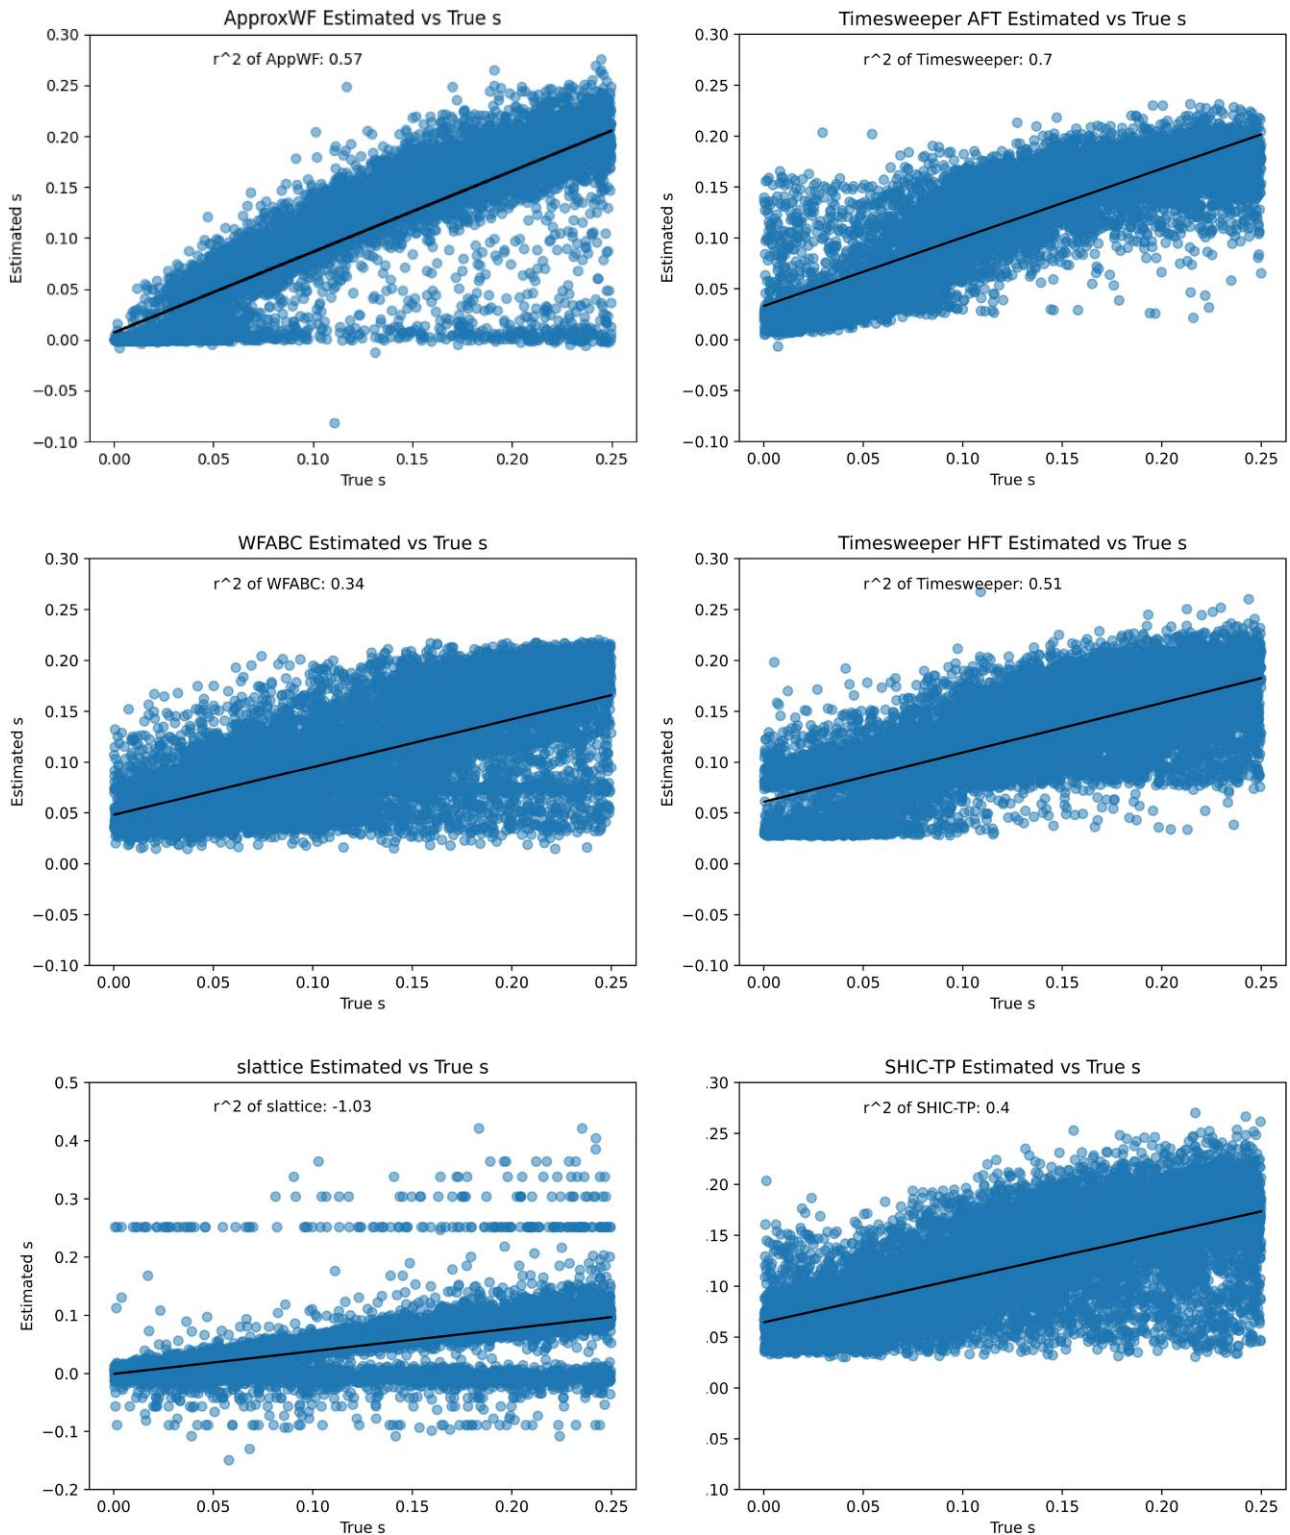 ApproxWF Estimated vs True s
r^2 of AppWF: 0.57
0.30
0.25
0.20
0.15
0.10
0.05
0.00
−0.05
−0.10
Estimated s
0.00 0.05 0.10 0.15 0.20 0.25
True s
Timesweeper AFT Estimated vs True s
r^2 of Timesweeper: 0.7
0.30
0.25
0.20
0.15
0.10
0.05
0.00
−0.05
−0.10
Estimated s
0.00 0.05 0.10 0.15 0.20 0.25
True s
WFABC Estimated vs True s
r^2 of WFABC: 0.34
0.30
0.25
0.20
0.15
0.10
0.05
0.00
−0.05
−0.10
Estimated s
0.00 0.05 0.10 0.15 0.20 0.25
True s
Timesweeper HFT Estimated vs True s
r^2 of Timesweeper: 0.51
0.30
0.25
0.20
0.15
0.10
0.05
0.00
−0.05
−0.10
Estimated s
0.00 0.05 0.10 0.15 0.20 0.25
True s
slattice Estimated vs True s
r^2 of slattice: -1.03
0.5
0.4
0.3
0.2
0.1
0.0
−0.1
−0.2
Estimated s
0.00 0.05 0.10 0.15 0.20 0.25
True s
SHIC-TP Estimated vs True s
r^2 of SHIC-TP: 0.4
.30
.25
.20
.15
.10
.05
.00
.05
.10
0.00 0.05 0.10 0.15 0.20 0.25
True s